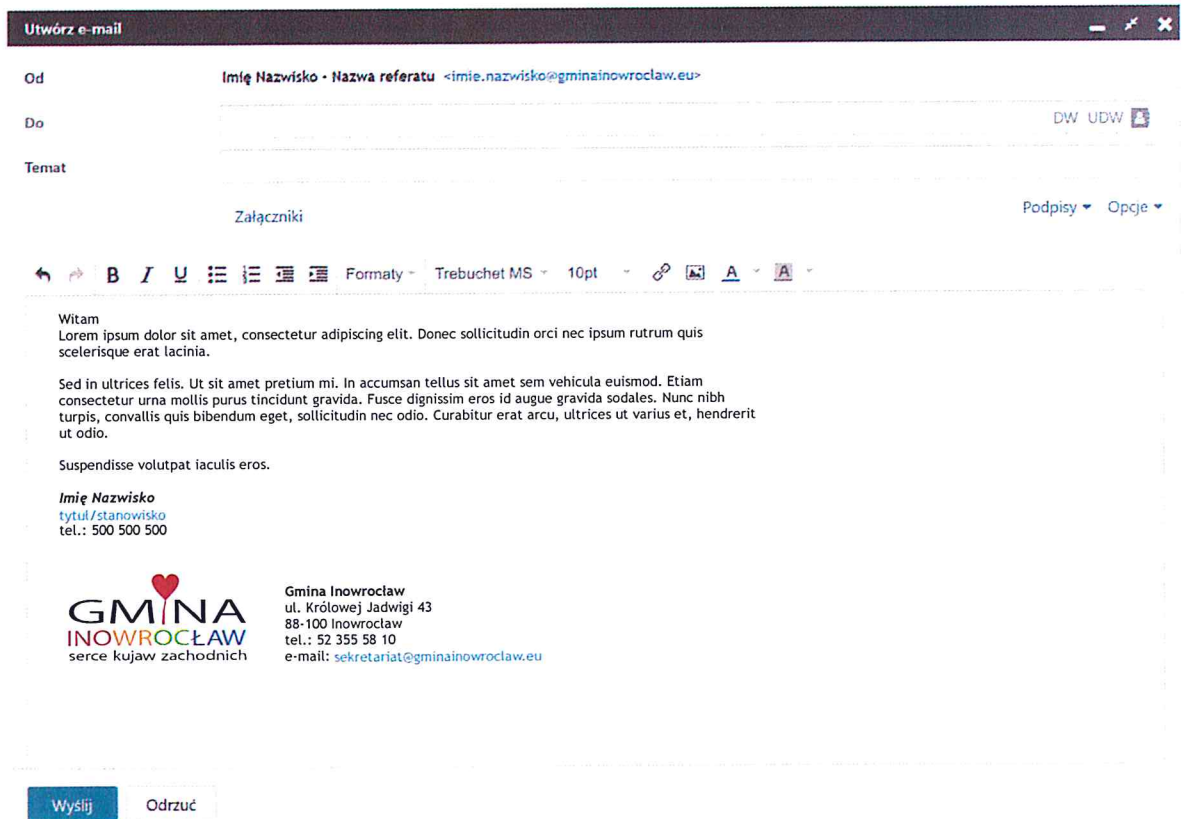 Utwórz e-mail
Od
Imię Nazwisko - Nazwa referatu <imie.nazwisko@gminainowroclaw.eu>
Do
DW UDW
Temat
Załączniki
Podpisy Opcje
B I U Formaty Trebuchet MS 10pt A A
Witam
Lorem ipsum dolor sit amet, consectetur adipiscing elit. Donec sollicitudin orci nec ipsum rutrum quis
scelerisque erat lacinia.
Sed in ultrices felis. Ut sit amet pretium mi. In accumsan tellus sit amet sem vehicula euismod. Etiam
consectetur urna mollis purus tincidunt gravida. Fusce dignissim eros id augue gravida sodales. Nunc nibh
turpis, convallis quis bibendum eget, sollicitudin nec odio. Curabitur erat arcu, ultrices ut varius et, hendrerit
ut odio.
Suspendisse volutpat iaculis eros.
Imię Nazwisko
tytuł/stanowisko
tel.: 500 500 500
GMINA
INOWROCŁAW
serce kujaw zachodnich
Gmina Inowrocław
ul. Królowej Jadwigi 43
88-100 Inowrocław
tel.: 52 355 58 10
e-mail: sekretariat@gminainowroclaw.eu
Wyślij Odrzuć